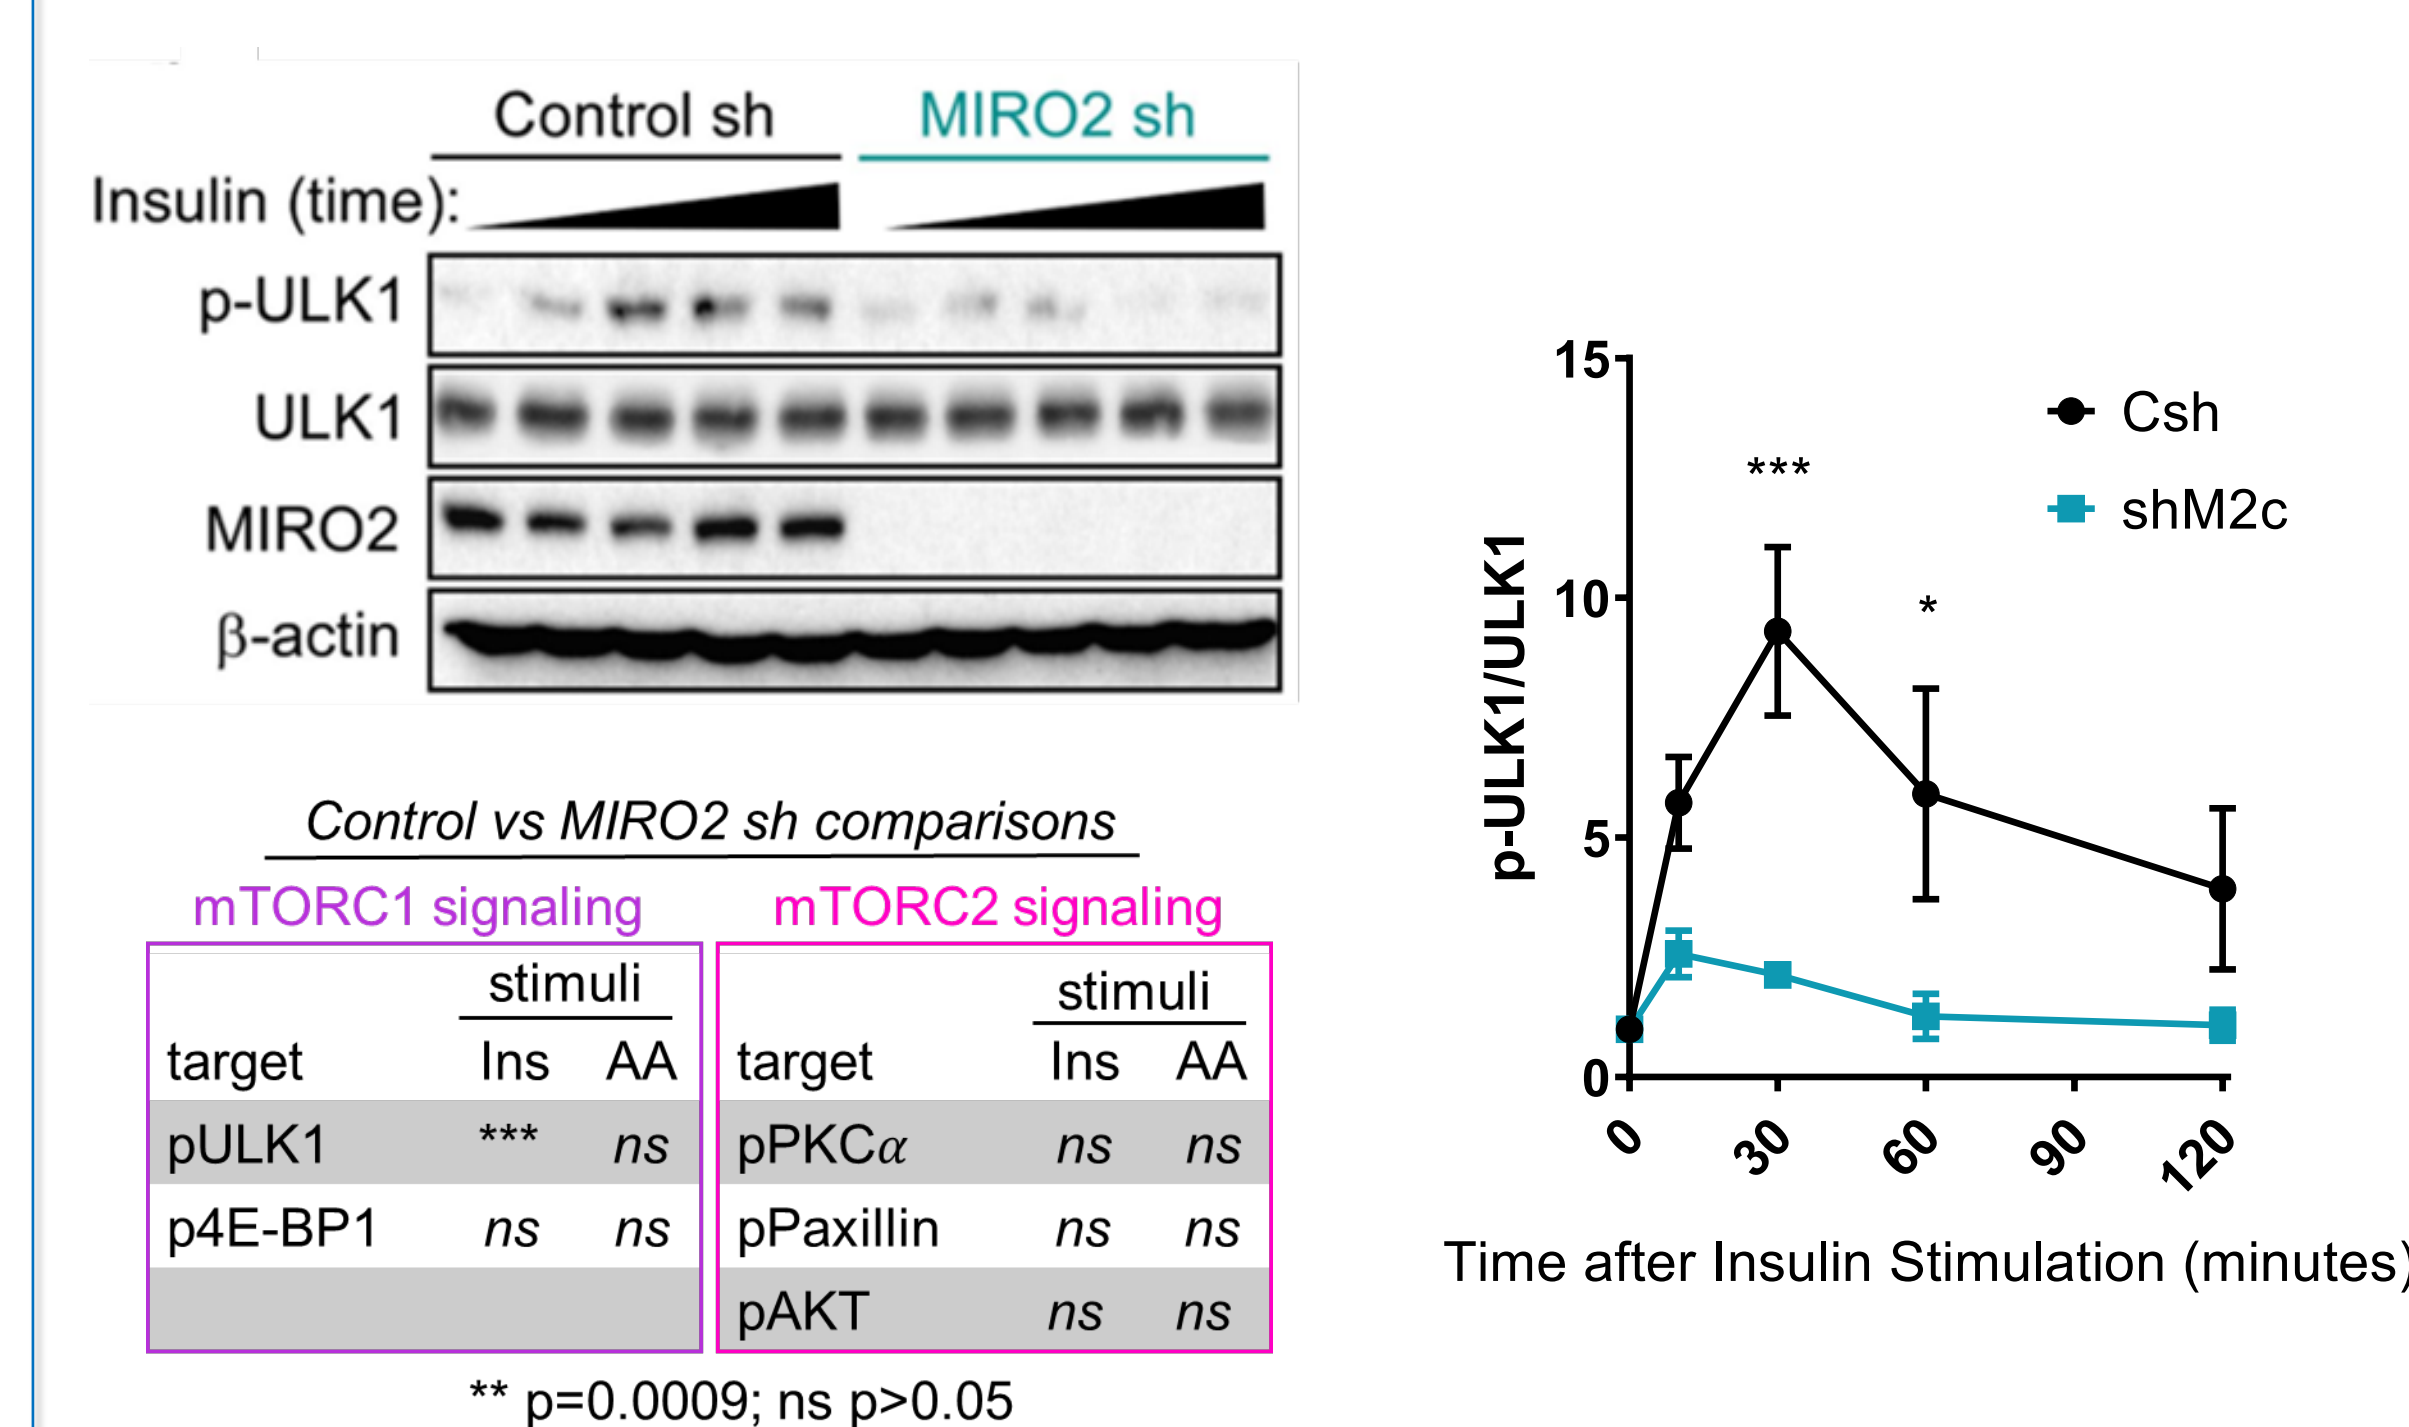 Control sh MIRO2 sh
Insulin (time):
p-ULK1
ULK1
MIRO2
β-actin
Control vs MIRO2 sh comparisons
mTORC1 signaling
stimuli
target Ins AA
pULK1 *** ns
p4E-BP1 ns ns
mTORC2 signaling
stimuli
target Ins AA
pPKCα ns ns
pPaxillin ns ns
pAKT ns ns
** p=0.0009; ns p>0.05
p-ULK1/ULK1
15
10
5
0
***
*
Csh
shM2c
0 30 60 90 120
Time after Insulin Stimulation (minutes)